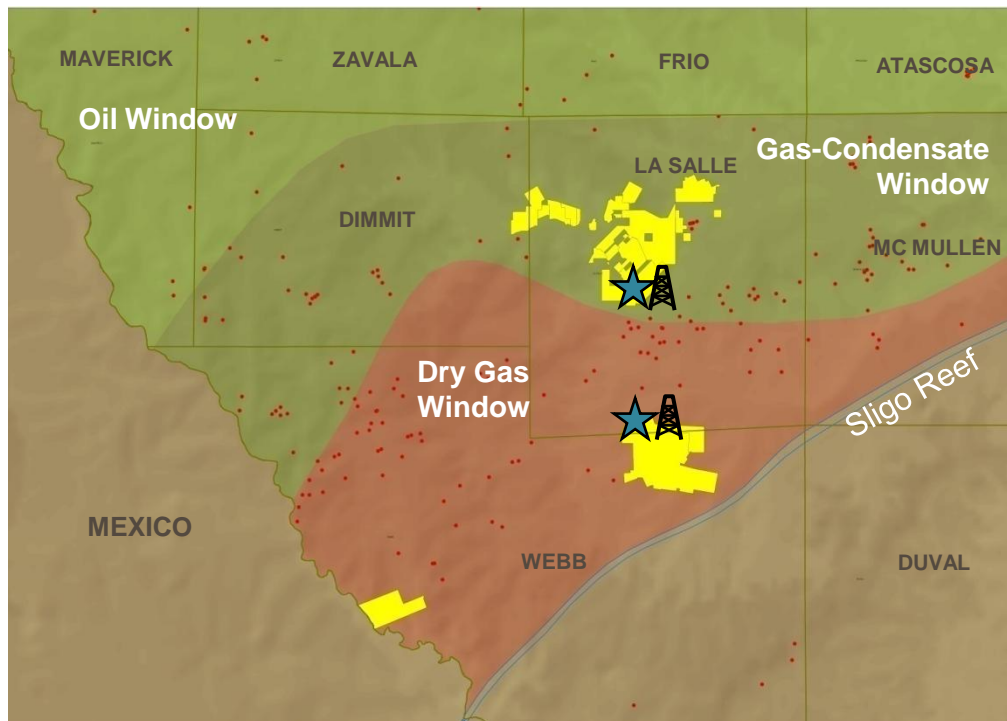 MAVERICK
ZAVALA
FRIO
ATASCOSA
Oil Window
Gas-Condensate
Window
LA SALLE
DIMMIT
MC MULLEN
Dry Gas
Window
Sligo Reef
MEXICO
WEBB
DUVAL